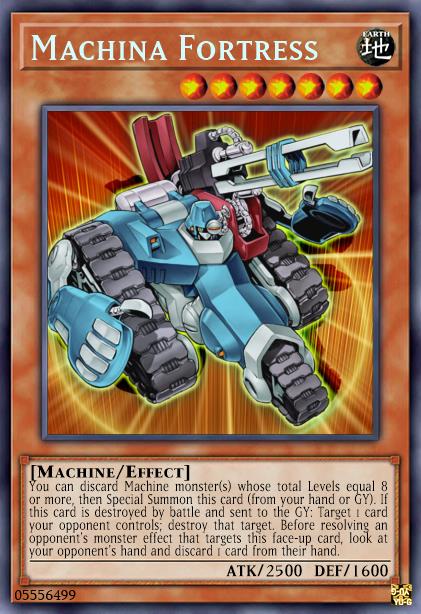 MACHINA FORTRESS
EARTH
地
[MACHINE/EFFECT]
You can discard Machine monster(s) whose total Levels equal 8
or more, then Special Summon this card (from your hand or GY). If
this card is destroyed by battle and sent to the GY: Target 1 card
your opponent controls; destroy that target. Before resolving an
opponent's monster effect that targets this face-up card, look at
your opponent's hand and discard 1 card from their hand.
ATK/2500 DEF/1600
05556499